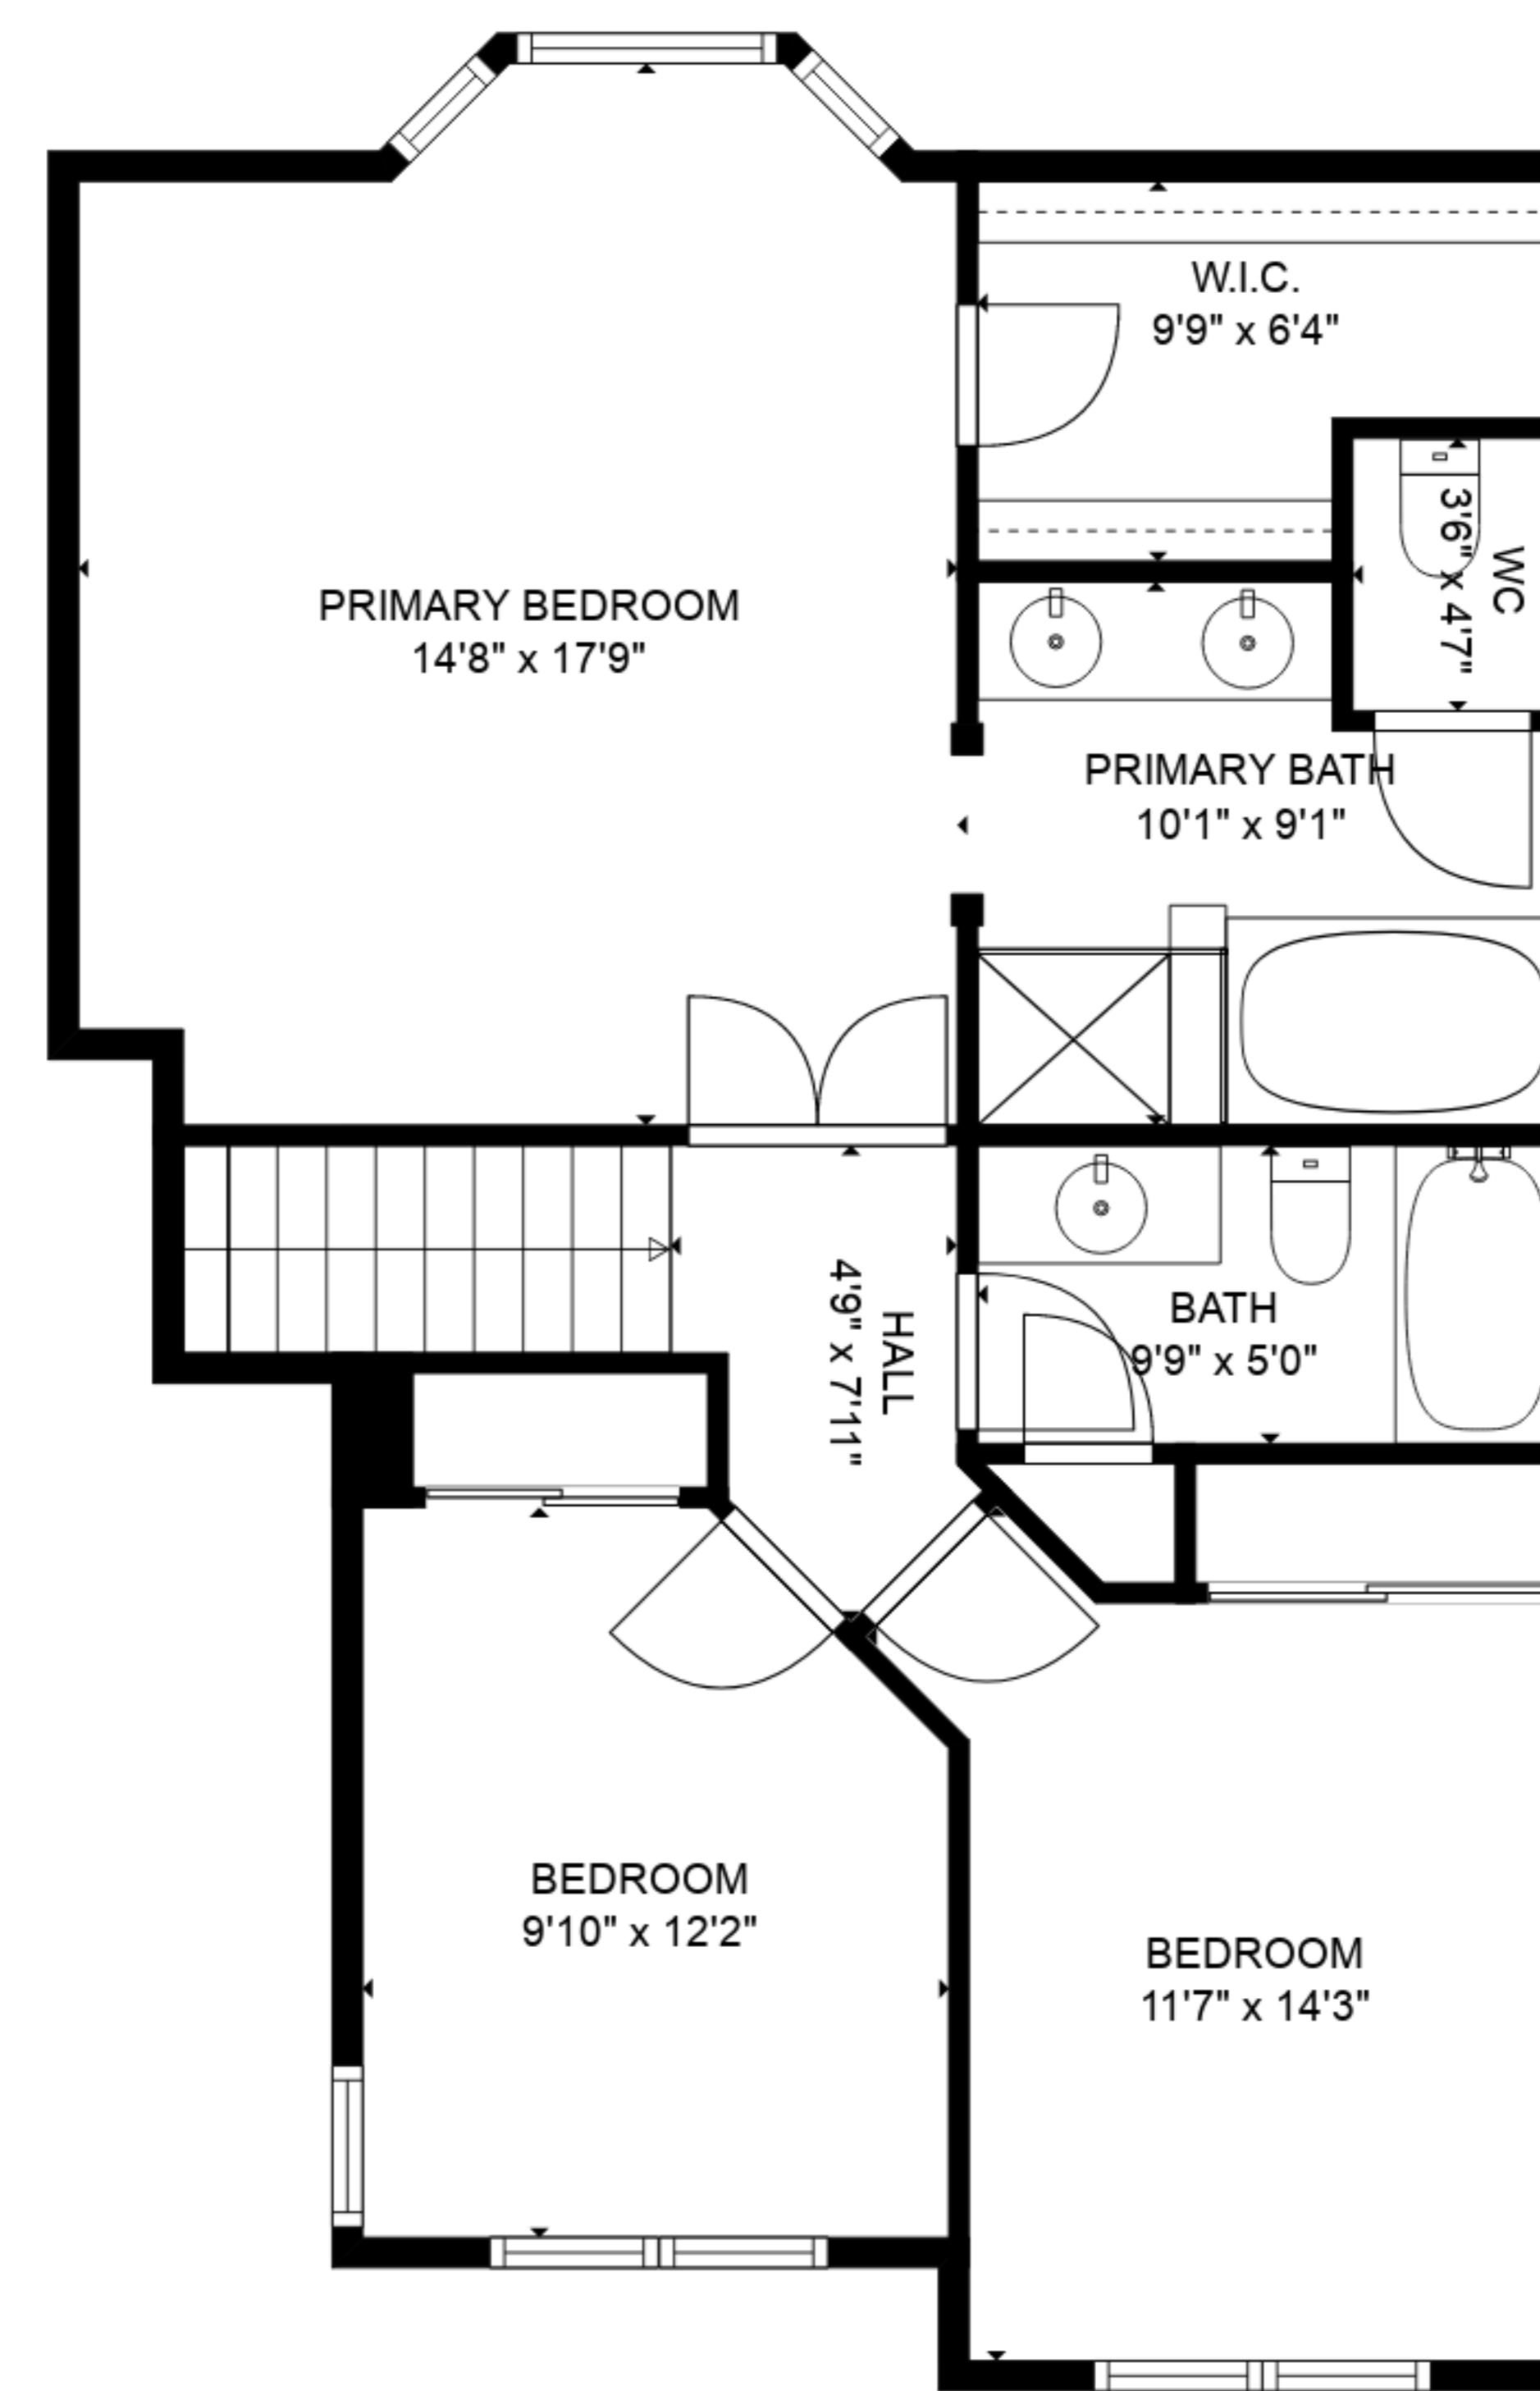 W.I.C.
9'9" x 6'4"
WC
3'6" x 4'7"
PRIMARY BEDROOM
14'8" x 17'9"
PRIMARY BATH
10'1" x 9'1"
HALL
4'9" x 7'11"
BATH
9'9" x 5'0"
BEDROOM
9'10" x 12'2"
BEDROOM
11'7" x 14'3"